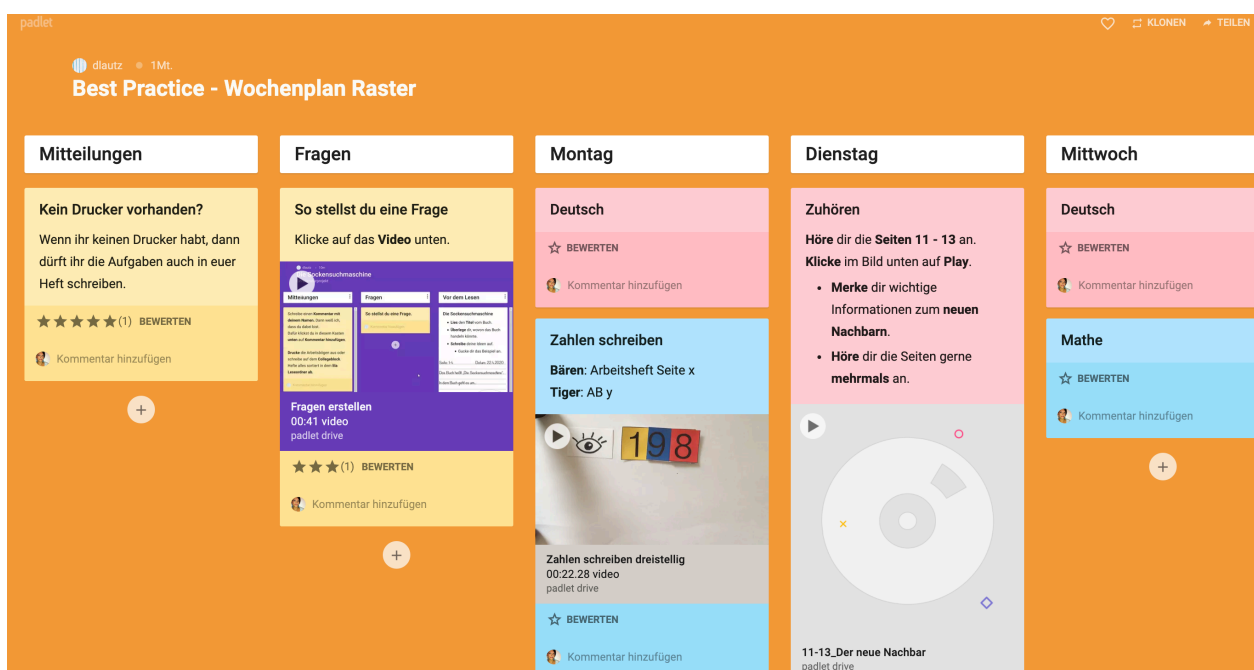 padlet
KLONEN
TEILEN
dlautz
1Mt.
Best Practice - Wochenplan Raster
Mitteilungen
Kein Drucker vorhanden?
Wenn ihr keinen Drucker habt, dann
dürft ihr die Aufgaben auch in euer
Heft schreiben.
(1) BEWERTEN
Kommentar hinzufügen
Fragen
So stellst du eine Frage
Klicke auf das Video unten.
Die Sockensuchmaschine
Mitteilungen
Fragen
Vor dem Lesen
So stellst du eine Frage.
Die Sockensuchmaschine
Fragen erstellen
00:41 video
padlet drive
(1) BEWERTEN
Kommentar hinzufügen
Montag
Deutsch
BEWERTEN
Kommentar hinzufügen
Zahlen schreiben
Bären: Arbeitsheft Seite x
Tiger: AB y
198
Zahlen schreiben dreistellig
00:22.28 video
padlet drive
BEWERTEN
Kommentar hinzufügen
Dienstag
Zuhören
Höre dir die Seiten 11 - 13 an.
Klicke im Bild unten auf Play.
• Merke dir wichtige
Informationen zum neuen
Nachbarn.
• Höre dir die Seiten gerne
mehrmals an.
11-13_Der neue Nachbar
padlet drive
Mittwoch
Deutsch
BEWERTEN
Kommentar hinzufügen
Mathe
BEWERTEN
Kommentar hinzufügen